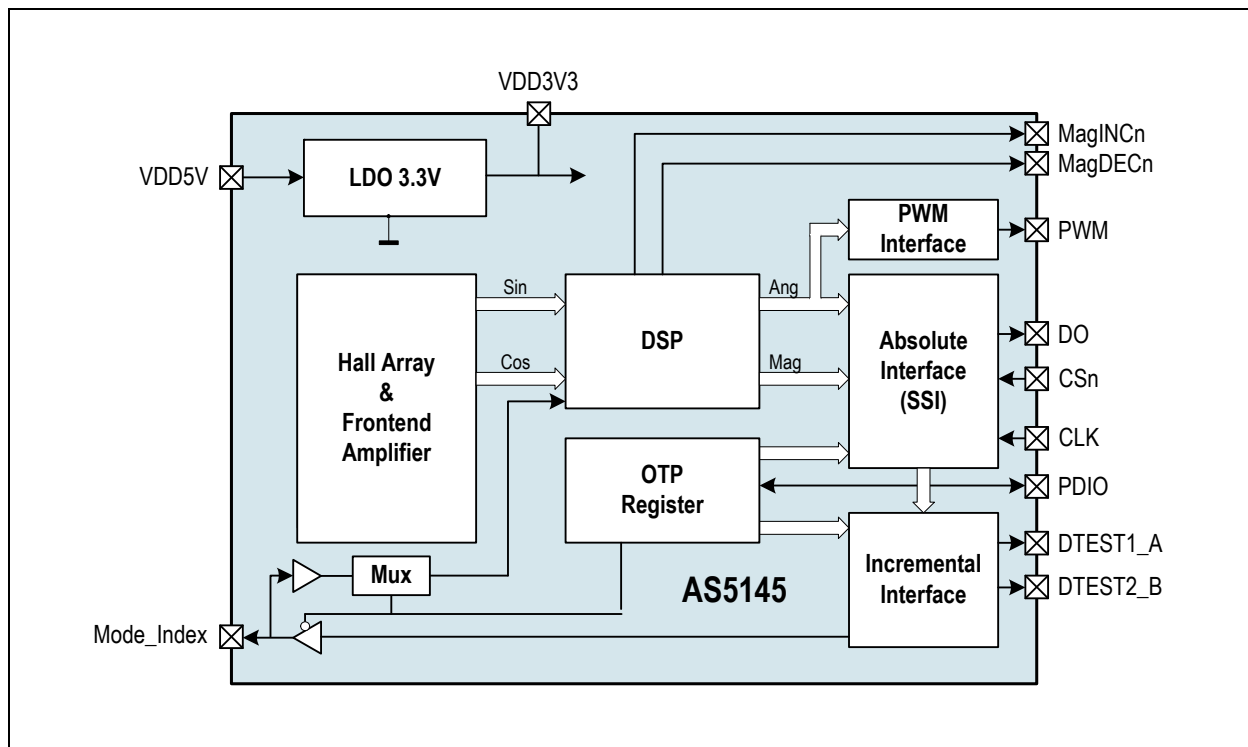 VDD3V3
MagINCn
VDD5V
LDO 3.3V
MagDECn
PWM
Interface
PWM
Sin
Ang
Hall Array
&
Frontend
Amplifier
DSP
Absolute
Interface
(SSI)
DO
Cos
Mag
CSn
CLK
OTP
Register
PDIO
Mux
AS5145
Incremental
Interface
DTEST1_A
DTEST2_B
Mode_Index